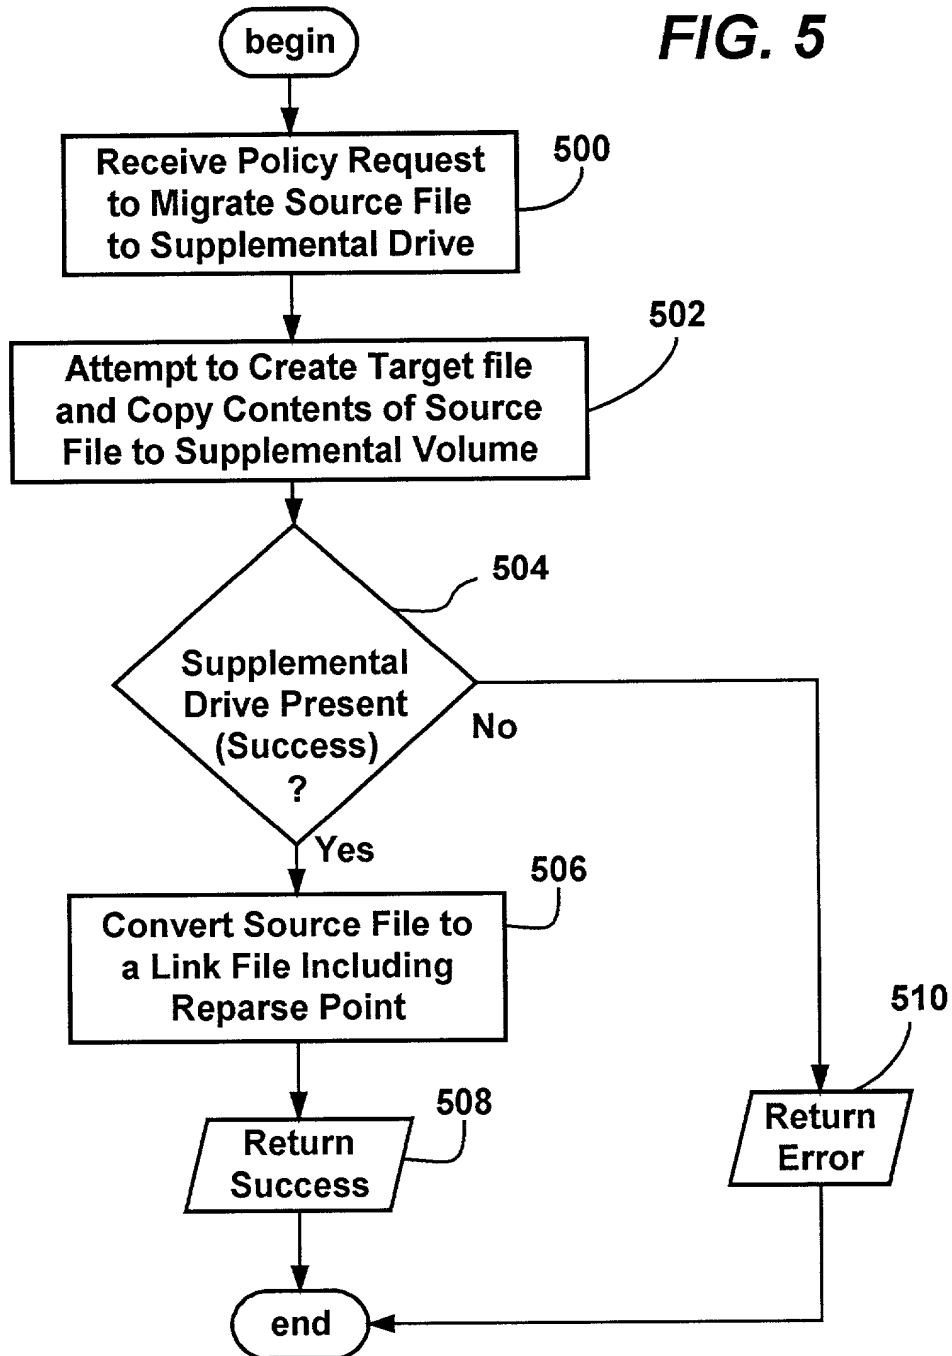 begin
FIG. 5
Receive Policy Request
to Migrate Source File
to Supplemental Drive
500
Attempt to Create Target file
and Copy Contents of Source
File to Supplemental Volume
502
504
Supplemental
Drive Present
(Success)
?
No
Yes
506
Convert Source File to
a Link File Including
Reparse Point
510
508
Return
Success
Return
Error
end